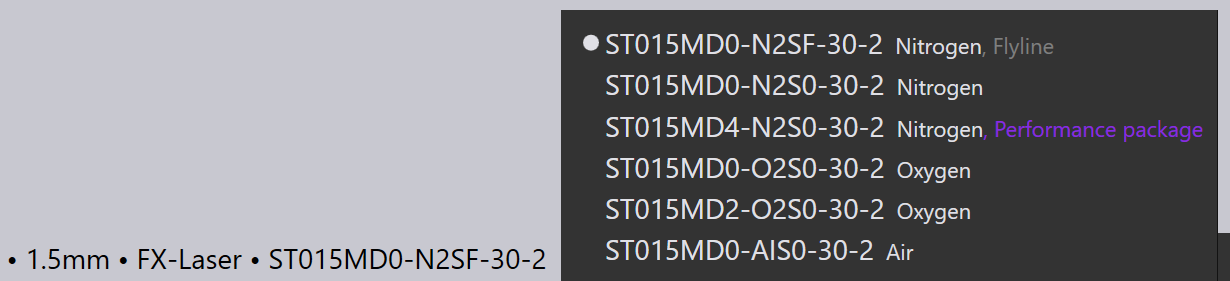 ST015MD0-N2SF-30-2 Nitrogen, Flyline
ST015MD0-N2S0-30-2 Nitrogen
ST015MD4-N2S0-30-2 Nitrogen, Performance package
ST015MD0-O2S0-30-2 Oxygen
ST015MD2-O2S0-30-2 Oxygen
ST015MD0-AIS0-30-2 Air
• 1.5mm • FX-Laser • ST015MD0-N2SF-30-2